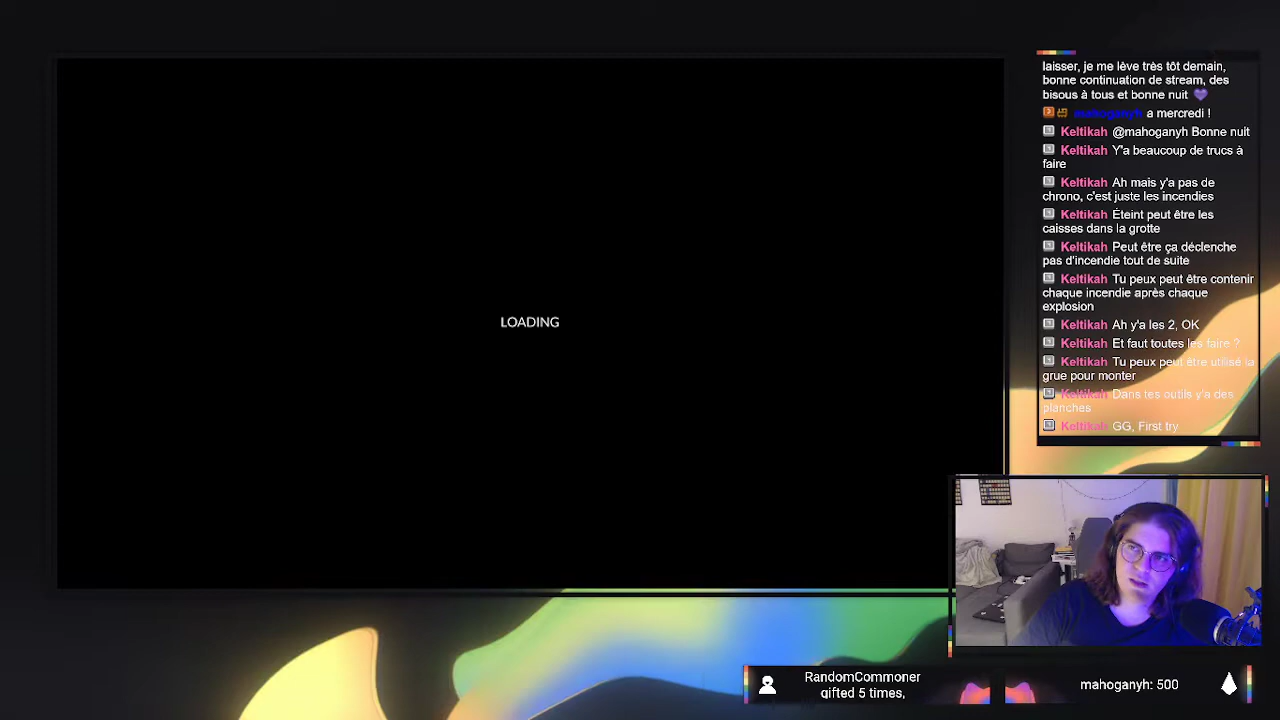 laisser, je me lève très tôt demain,
bonne continuation de stream, des
bisous à tous et bonne nuit
mahoganyh a mercredi !
Keltikah @mahoganyh Bonne nuit
Keltikah Y'a beaucoup de trucs à
faire
Keltikah Ah mais y'a pas de
chrono, c'est juste les incendies
Keltikah Éteint peut être les
caisses dans la grotte
Keltikah Peut être ça déclenche
pas d'incendie tout de suite
Keltikah Tu peux peut être contenir
chaque incendie après chaque
explosion
Keltikah Ah y'a les 2, OK
Keltikah Et faut toutes les faire ?
Keltikah Tu peux peut être utilisé la
grue pour monter
Keltikah Dans tes outils y'a des
planches
Keltikah GG, First try
LOADING
RandomCommoner
gifted 5 times,
mahoganyh: 500